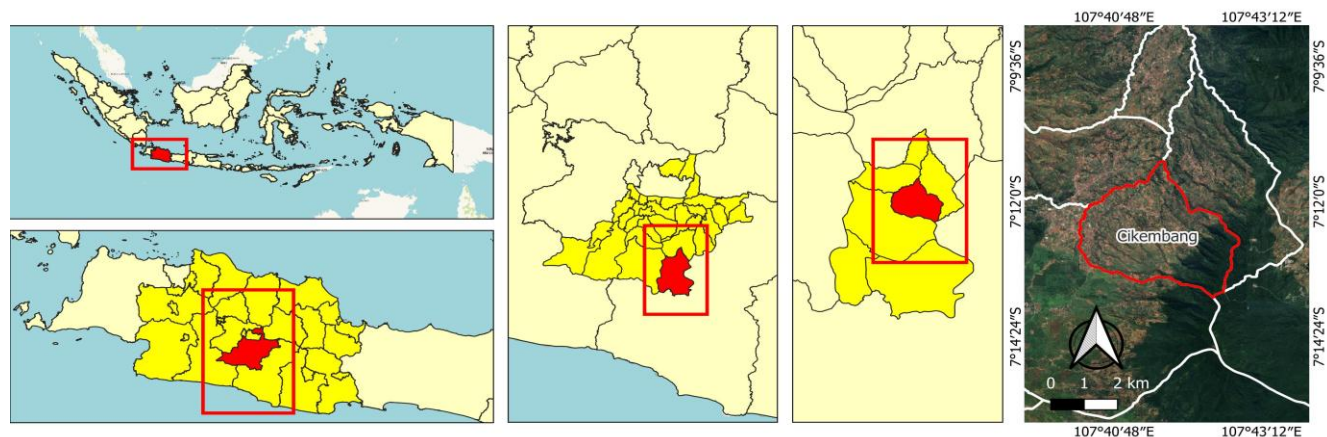 107°40′48″E
107°43′12″E
7°9′36″S
7°9′36″S
7°12′0″S
7°12′0″S
Cikembang
7°14′24″S
7°14′24″S
0 1 2 km
107°40′48″E
107°43′12″E